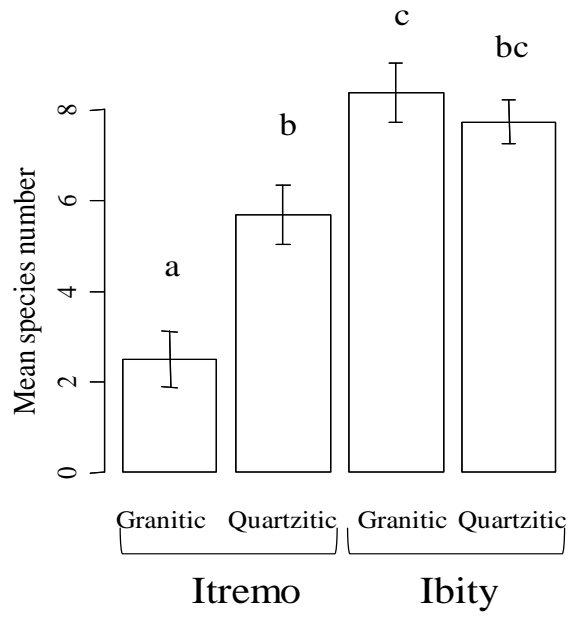 c
bc
b
a
Mean species number
8
6
4
2
0
Granitic Quartzitic Granitic Quartzitic
Itremo Ibity